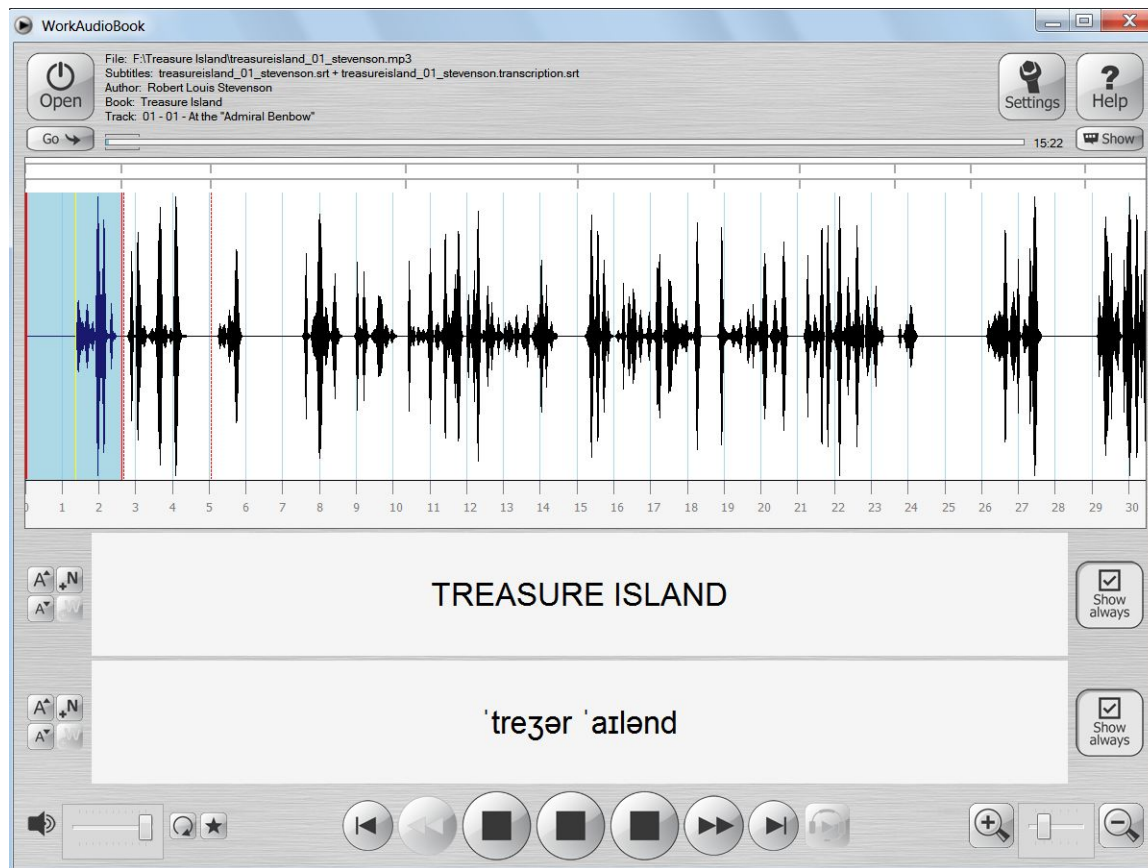 WorkAudioBook
File: F:\Treasure Island\treasureisland_01_stevenson.mp3
Subtitles: treasureisland_01_stevenson.srt + treasureisland_01_stevenson.transcription.srt
Author: Robert Louis Stevenson
Book: Treasure Island
Track: 01 - 01 - At the "Admiral Benbow"
Open
Settings
? Help
Go
15:22
Show
0 1 2 3 4 5 6 7 8 9 10 11 12 13 14 15 16 17 18 19 20 21 22 23 24 25 26 27 28 29 30
A +N
A W
TREASURE ISLAND
Show always
A +N
A W
ˈtreʒər ˈaɪlənd
Show always